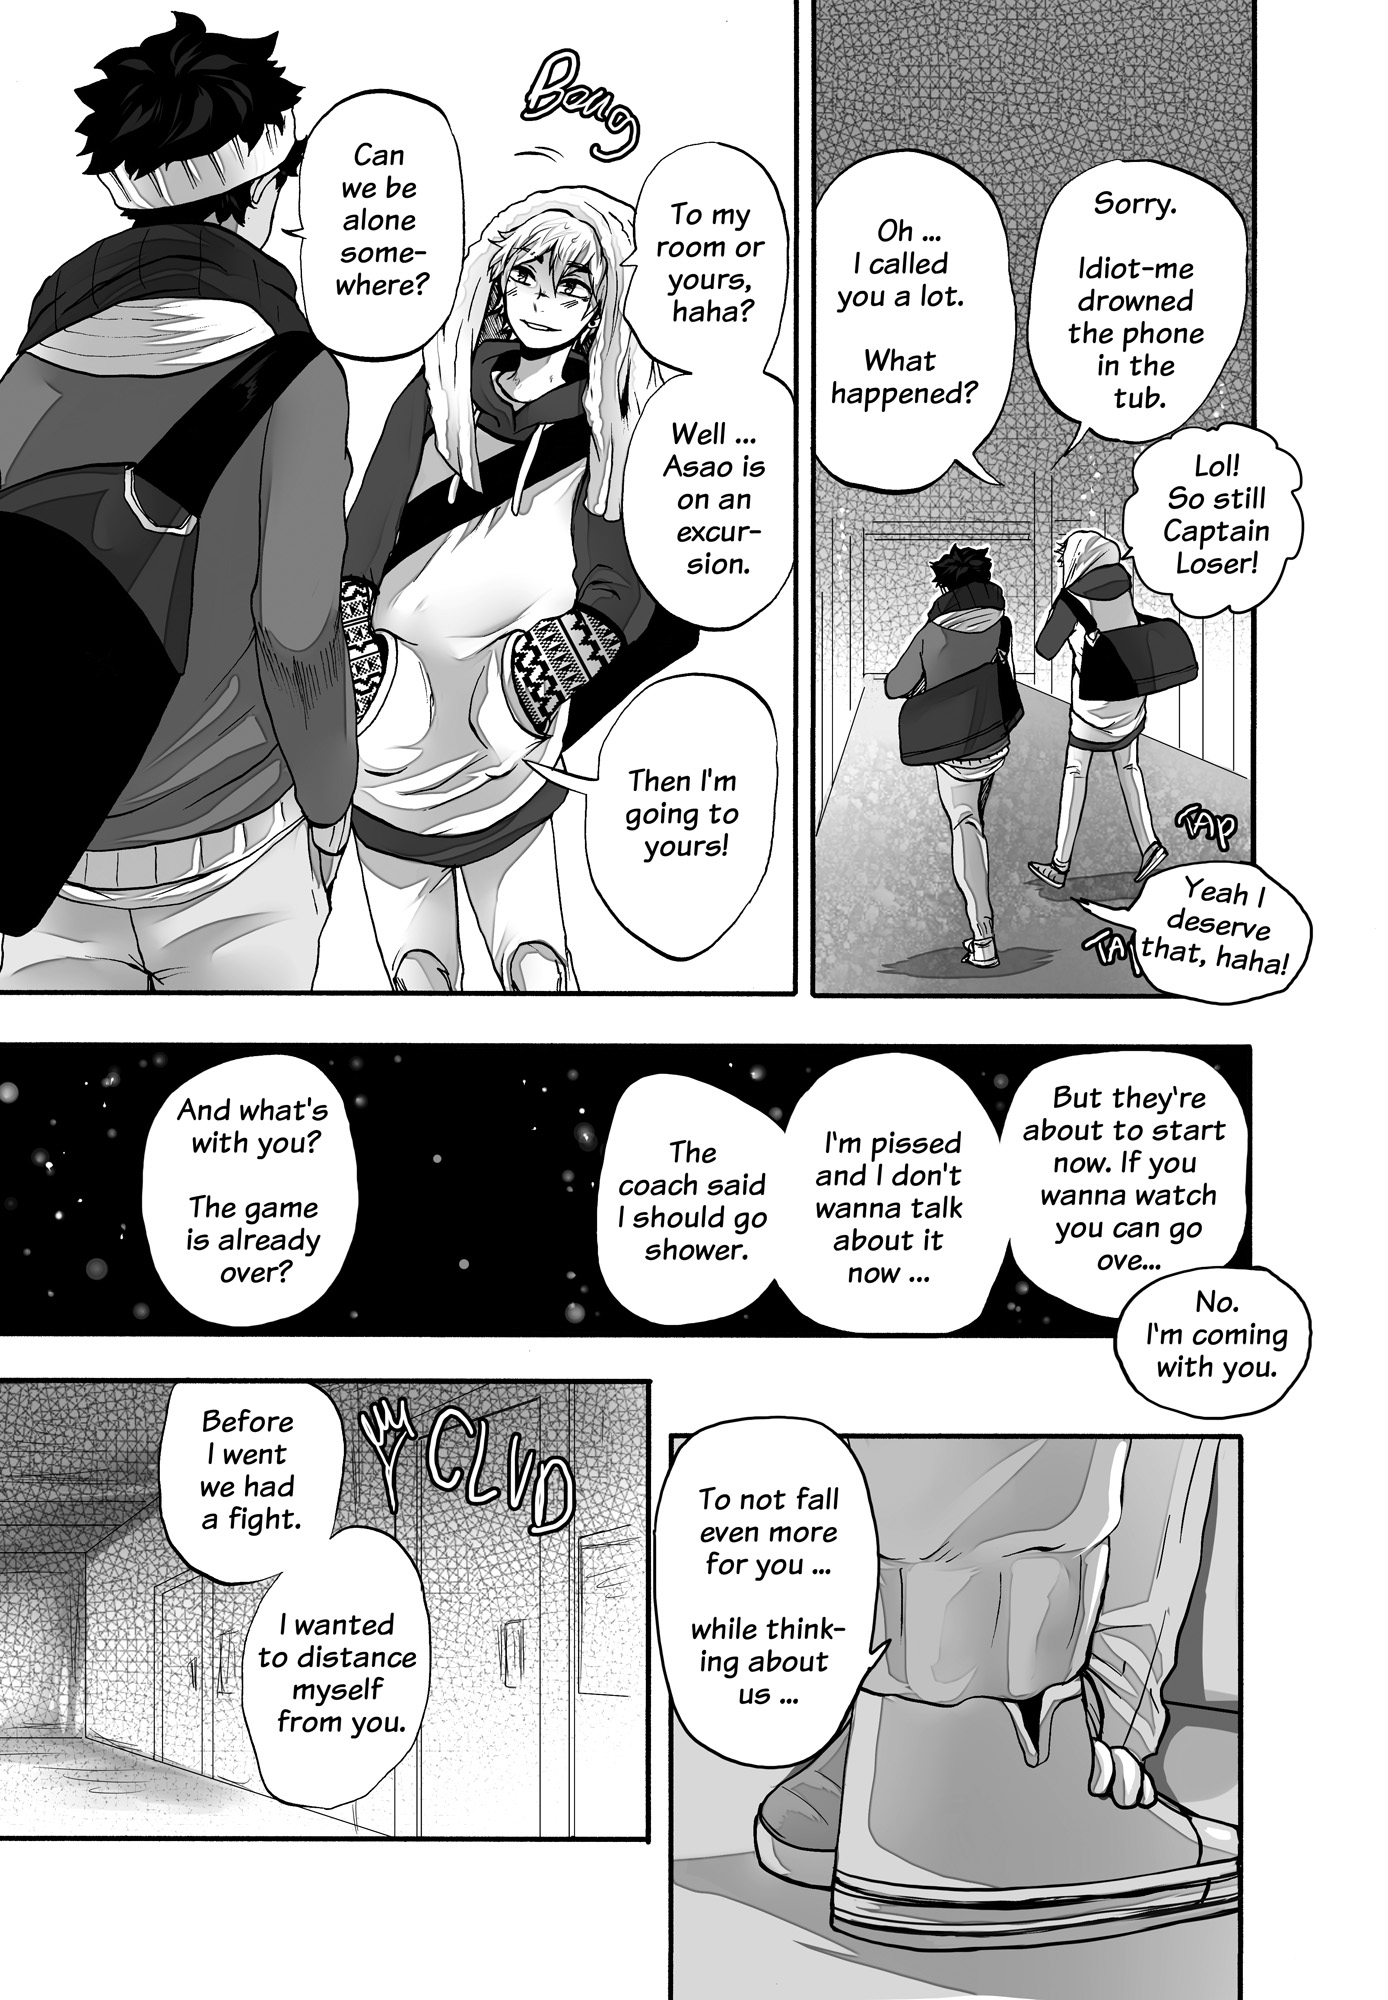 Can
we be
alone
some-
where?
Boing
To my
room or
yours,
haha?
Well ...
Asao is
on an
excur-
sion.
Then I'm
going to
yours!
Oh ...
I called
you a lot.
What
happened?
Sorry.
Idiot-me
drowned
the phone
in the
tub.
Lol!
So still
Captain
Loser!
TAP
TAP
Yeah I
deserve
that, haha!
And what's
with you?
The game
is already
over?
The
coach said
I should go
shower.
I'm pissed
and I don't
wanna talk
about it
now ...
But they're
about to start
now. If you
wanna watch
you can go
ove...
No.
I'm coming
with you.
Before
I went
we had
a fight.
CLUD
I wanted
to distance
myself
from you.
To not fall
even more
for you ...
while think-
ing about
us ...